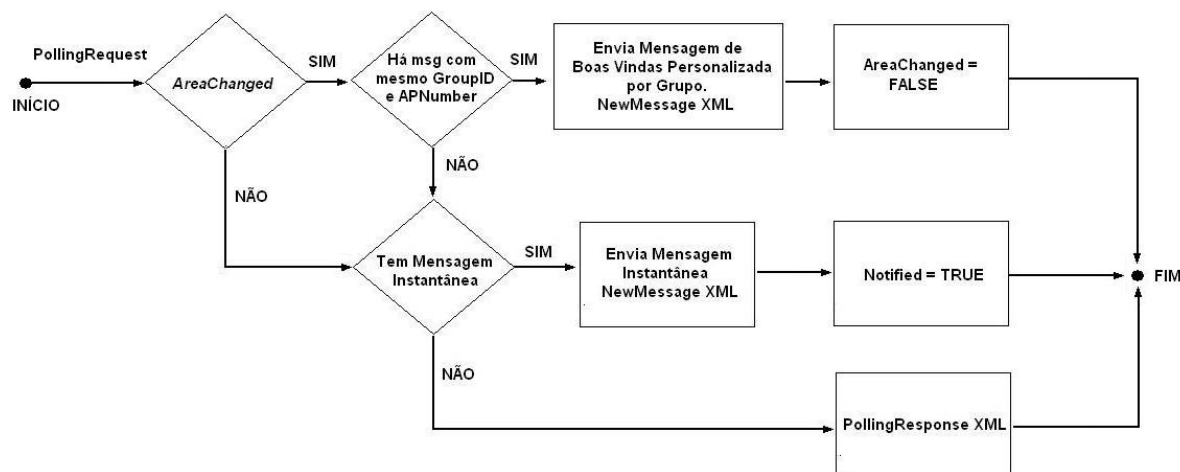 PollingRequest
INÍCIO
AreaChanged
SIM
Há msg com
mesmo GroupID
e APNumber
SIM
Envia Mensagem de
Boas Vindas Personalizada
por Grupo.
NewMessage XML
AreaChanged =
FALSE
NÃO
NÃO
Tem Mensagem
Instantânea
SIM
Envia Mensagem
Instantânea
NewMessage XML
Notified = TRUE
FIM
NÃO
PollingResponse XML